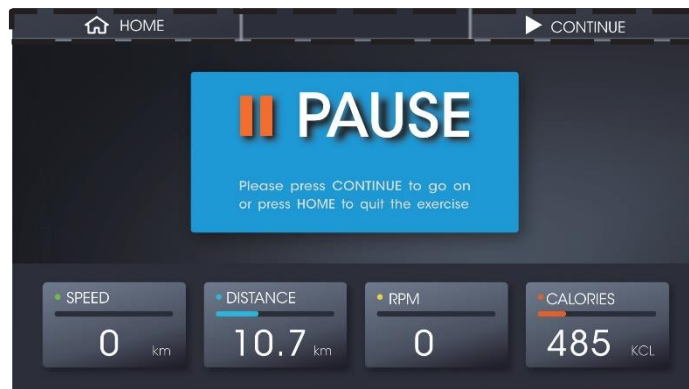 HOME
CONTINUE
PAUSE
Please press CONTINUE to go on
or press HOME to quit the exercise
SPEED
0 km
DISTANCE
10.7 km
RPM
0
CALORIES
485 KCL